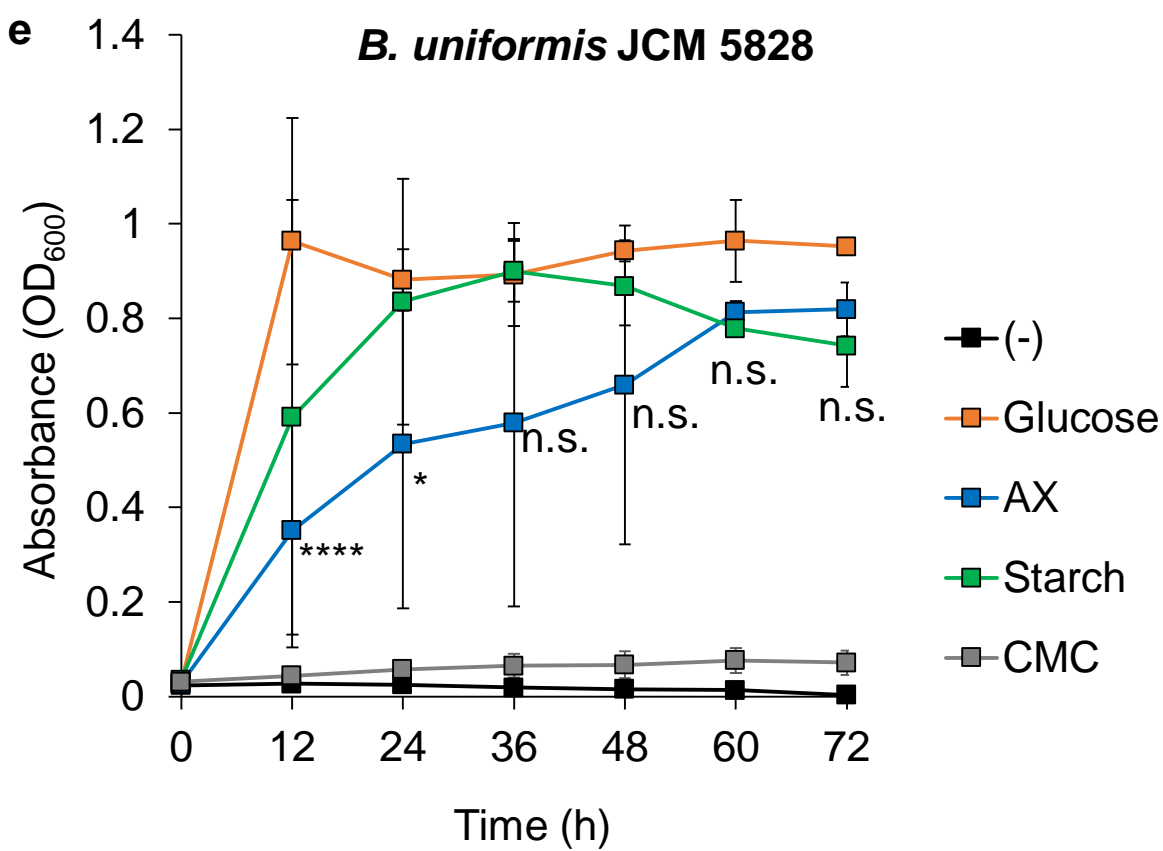 e
B. uniformis JCM 5828
1.4
1.2
1
0.8
0.6
0.4
0.2
0
Absorbance (OD600)
****
*
n.s.
n.s.
n.s.
n.s.
0
12
24
36
48
60
72
Time (h)
(-)
Glucose
AX
Starch
CMC